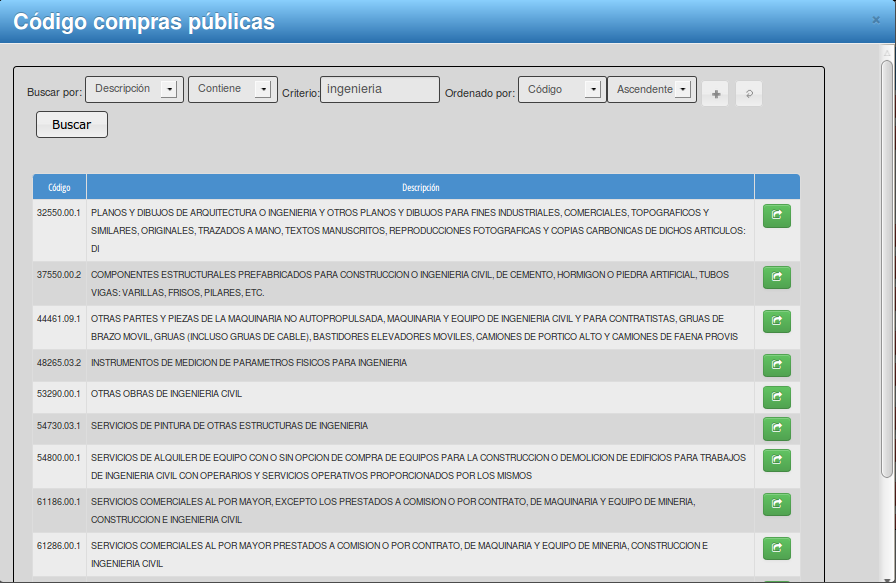 Código compras públicas
×
Buscar por: Descripción Contiene Criterio: ingenieria Ordenado por: Código Ascendente
Buscar
Código Descripción
32550.00.1 PLANOS Y DIBUJOS DE ARQUITECTURA O INGENIERIA Y OTROS PLANOS Y DIBUJOS PARA FINES INDUSTRIALES, COMERCIALES, TOPOGRAFICOS Y
SIMILARES, ORIGINALES, TRAZADOS A MANO, TEXTOS MANUSCRITOS, REPRODUCCIONES FOTOGRAFICAS Y COPIAS CARBONICAS DE DICHOS ARTICULOS:
DI
37550.00.2 COMPONENTES ESTRUCTURALES PREFABRICADOS PARA CONSTRUCCION O INGENIERIA CIVIL, DE CEMENTO, HORMIGON O PIEDRA ARTIFICIAL, TUBOS
VIGAS: VARILLAS, FRISOS, PILARES, ETC.
44461.09.1 OTRAS PARTES Y PIEZAS DE LA MAQUINARIA NO AUTOPROPULSADA, MAQUINARIA Y EQUIPO DE INGENIERIA CIVIL Y PARA CONTRATISTAS, GRUAS DE
BRAZO MOVIL, GRUAS (INCLUSO GRUAS DE CABLE), BASTIDORES ELEVADORES MOVILES, CAMIONES DE PORTICO ALTO Y CAMIONES DE FAENA PROVIS
48265.03.2 INSTRUMENTOS DE MEDICION DE PARAMETROS FISICOS PARA INGENIERIA
53290.00.1 OTRAS OBRAS DE INGENIERIA CIVIL
54730.03.1 SERVICIOS DE PINTURA DE OTRAS ESTRUCTURAS DE INGENIERIA
54800.00.1 SERVICIOS DE ALQUILER DE EQUIPO CON O SIN OPCION DE COMPRA DE EQUIPOS PARA LA CONSTRUCCION O DEMOLICION DE EDIFICIOS PARA TRABAJOS
DE INGENIERIA CIVIL CON OPERARIOS Y SERVICIOS OPERATIVOS PROPORCIONADOS POR LOS MISMOS
61186.00.1 SERVICIOS COMERCIALES AL POR MAYOR, EXCEPTO LOS PRESTADOS A COMISION O POR CONTRATO, DE MAQUINARIA Y EQUIPO DE MINERIA,
CONSTRUCCION E INGENIERIA CIVIL
61286.00.1 SERVICIOS COMERCIALES AL POR MAYOR PRESTADOS A COMISION O POR CONTRATO, DE MAQUINARIA Y EQUIPO DE MINERIA, CONSTRUCCION E
INGENIERIA CIVIL